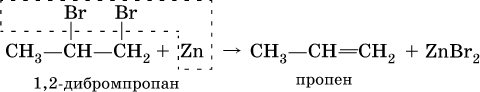 Br Br
CH₃—CH—CH₂ + Zn → CH₃—CH=CH₂ + ZnBr₂
1,2-дибромпропан пропен